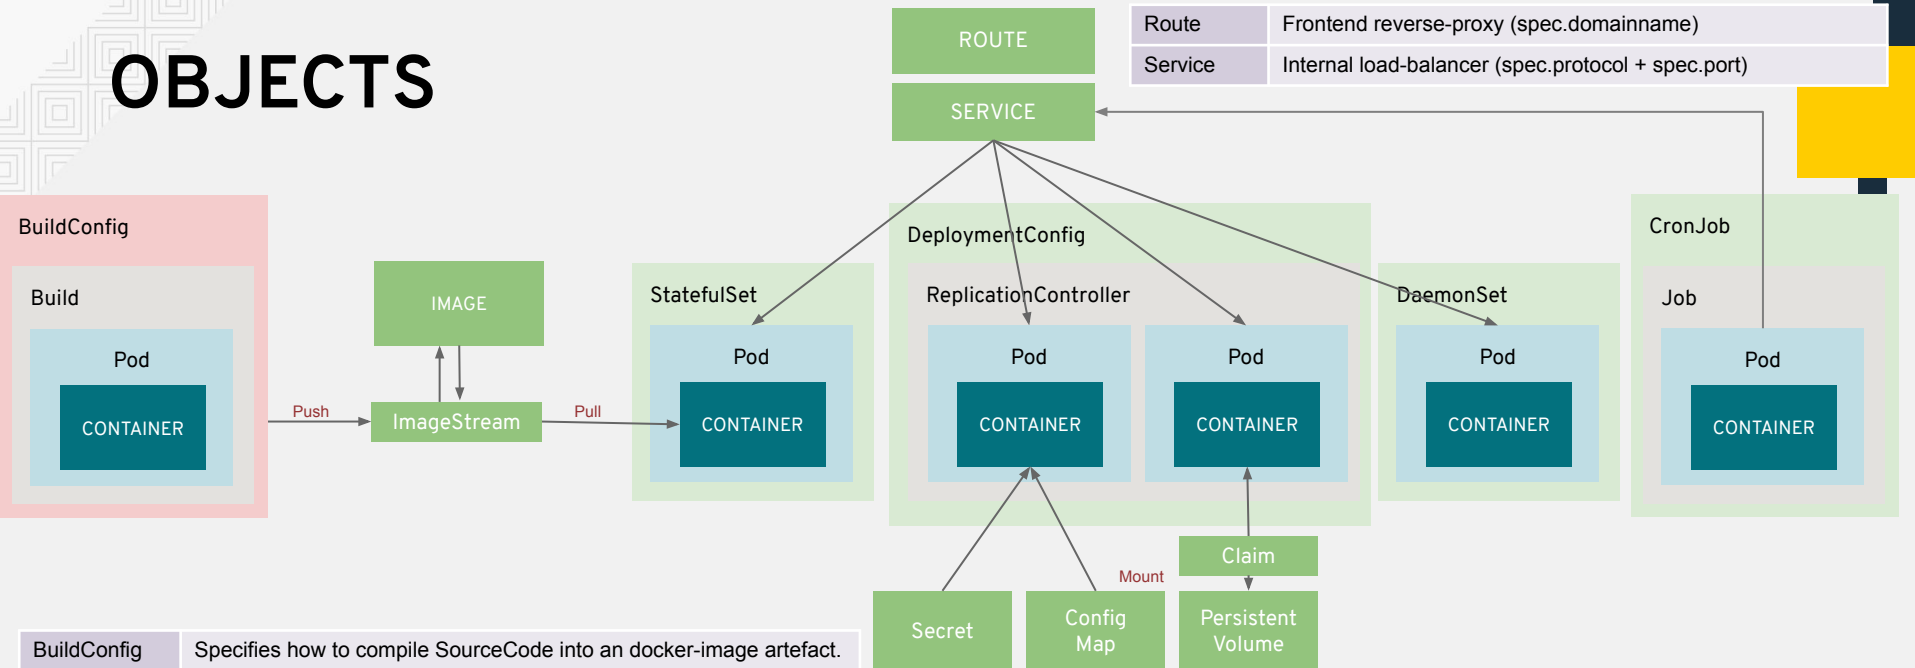 OBJECTS
ROUTE
SERVICE
Route Frontend reverse-proxy (spec.domainname)
Service Internal load-balancer (spec.protocol + spec.port)
BuildConfig
Build
Pod
CONTAINER
Push
IMAGE
ImageStream
Pull
StatefulSet
Pod
CONTAINER
DeploymentConfig
ReplicationController
Pod
CONTAINER
Pod
CONTAINER
DaemonSet
Pod
CONTAINER
CronJob
Job
Pod
CONTAINER
Secret
Config
Map
Mount
Claim
Persistent
Volume
BuildConfig Specifies how to compile SourceCode into an docker-image artefact.